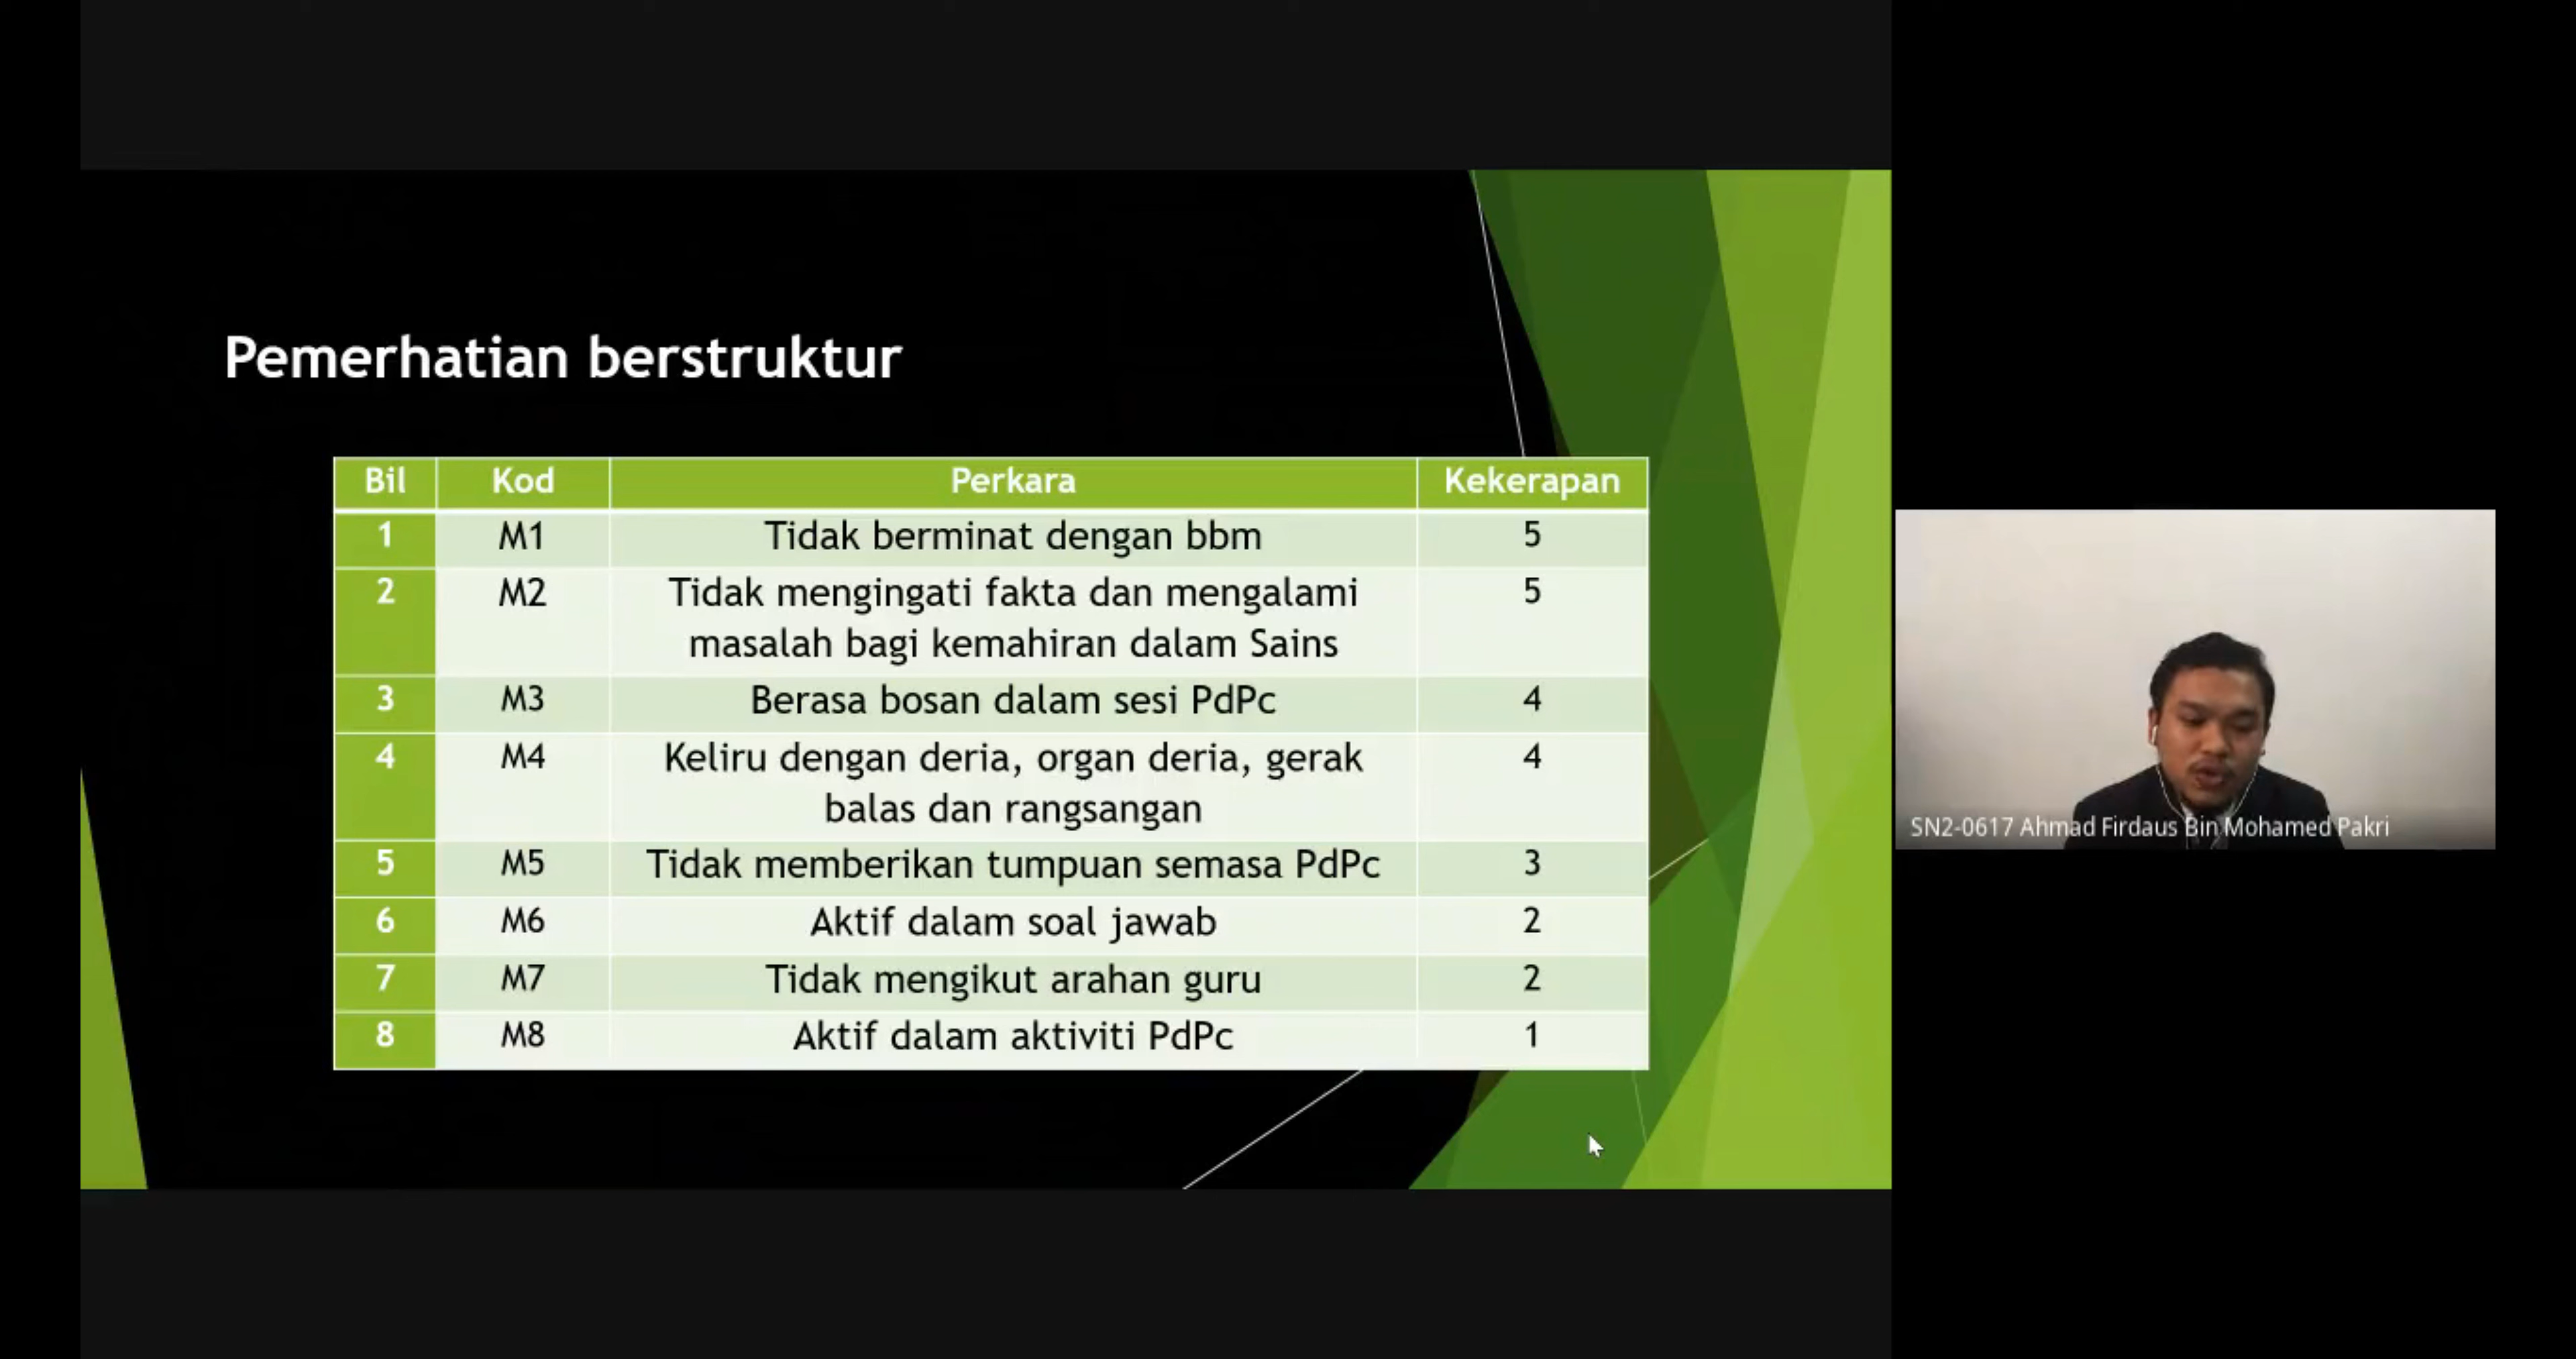 Pemerhatian berstruktur
Bil Kod Perkara Kekerapan
1 M1 Tidak berminat dengan bbm 5
2 M2 Tidak mengingati fakta dan mengalami 5
masalah bagi kemahiran dalam Sains
3 M3 Berasa bosan dalam sesi PdPc 4
4 M4 Keliru dengan deria, organ deria, gerak 4
balas dan rangsangan
5 M5 Tidak memberikan tumpuan semasa PdPc 3
6 M6 Aktif dalam soal jawab 2
7 M7 Tidak mengikut arahan guru 2
8 M8 Aktif dalam aktiviti PdPc 1
SN2-0617 Ahmad Firdaus Bin Mohamed Pakri